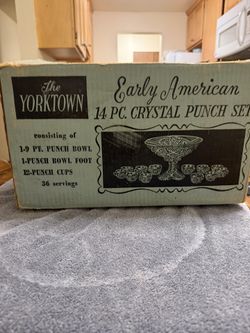 The
YORKTOWN
Early American
14 PC. CRYSTAL PUNCH SET
consisting of
1-9 PT. PUNCH BOWL
1-PUNCH BOWL FOOT
12-PUNCH CUPS
36 servings